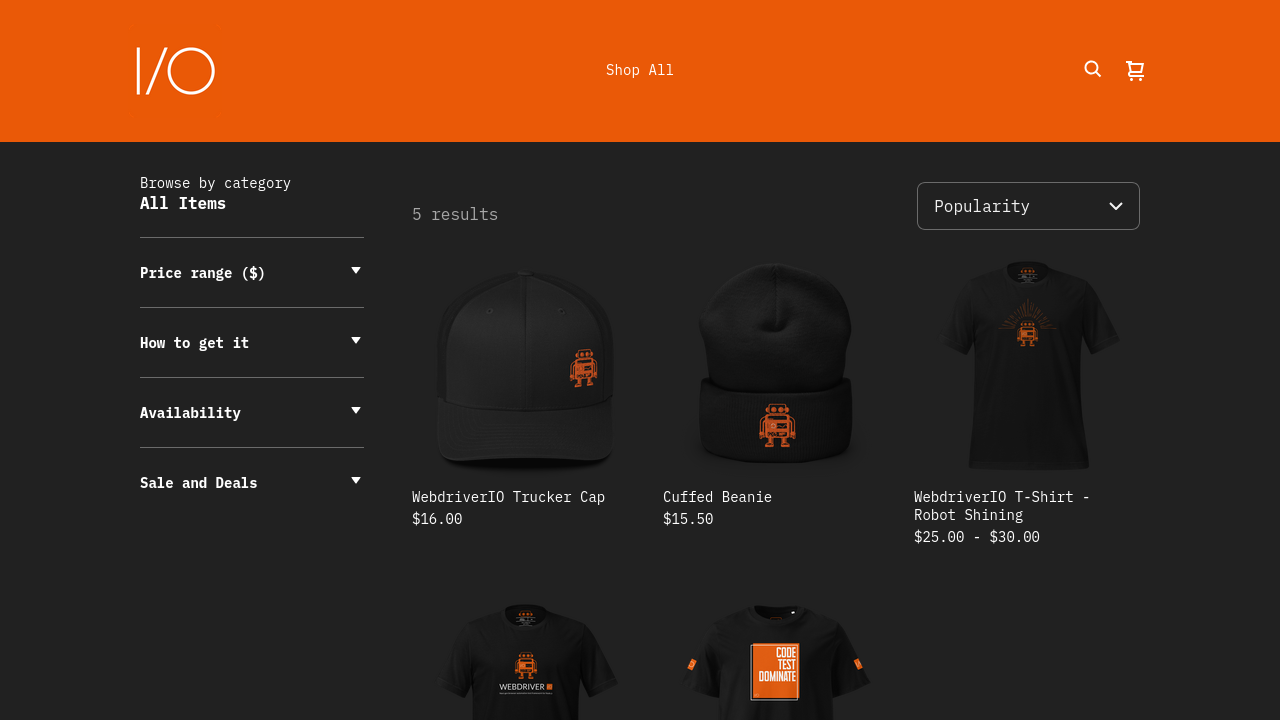 I/O
Shop All
Browse by category
All Items
Price range ($)
How to get it
Availability
Sale and Deals
5 results
Popularity
WebdriverIO Trucker Cap
$16.00
Cuffed Beanie
$15.50
WebdriverIO T-Shirt -
Robot Shining
$25.00 - $30.00
WEBDRIVER
CODE
TEST
DOMINATE